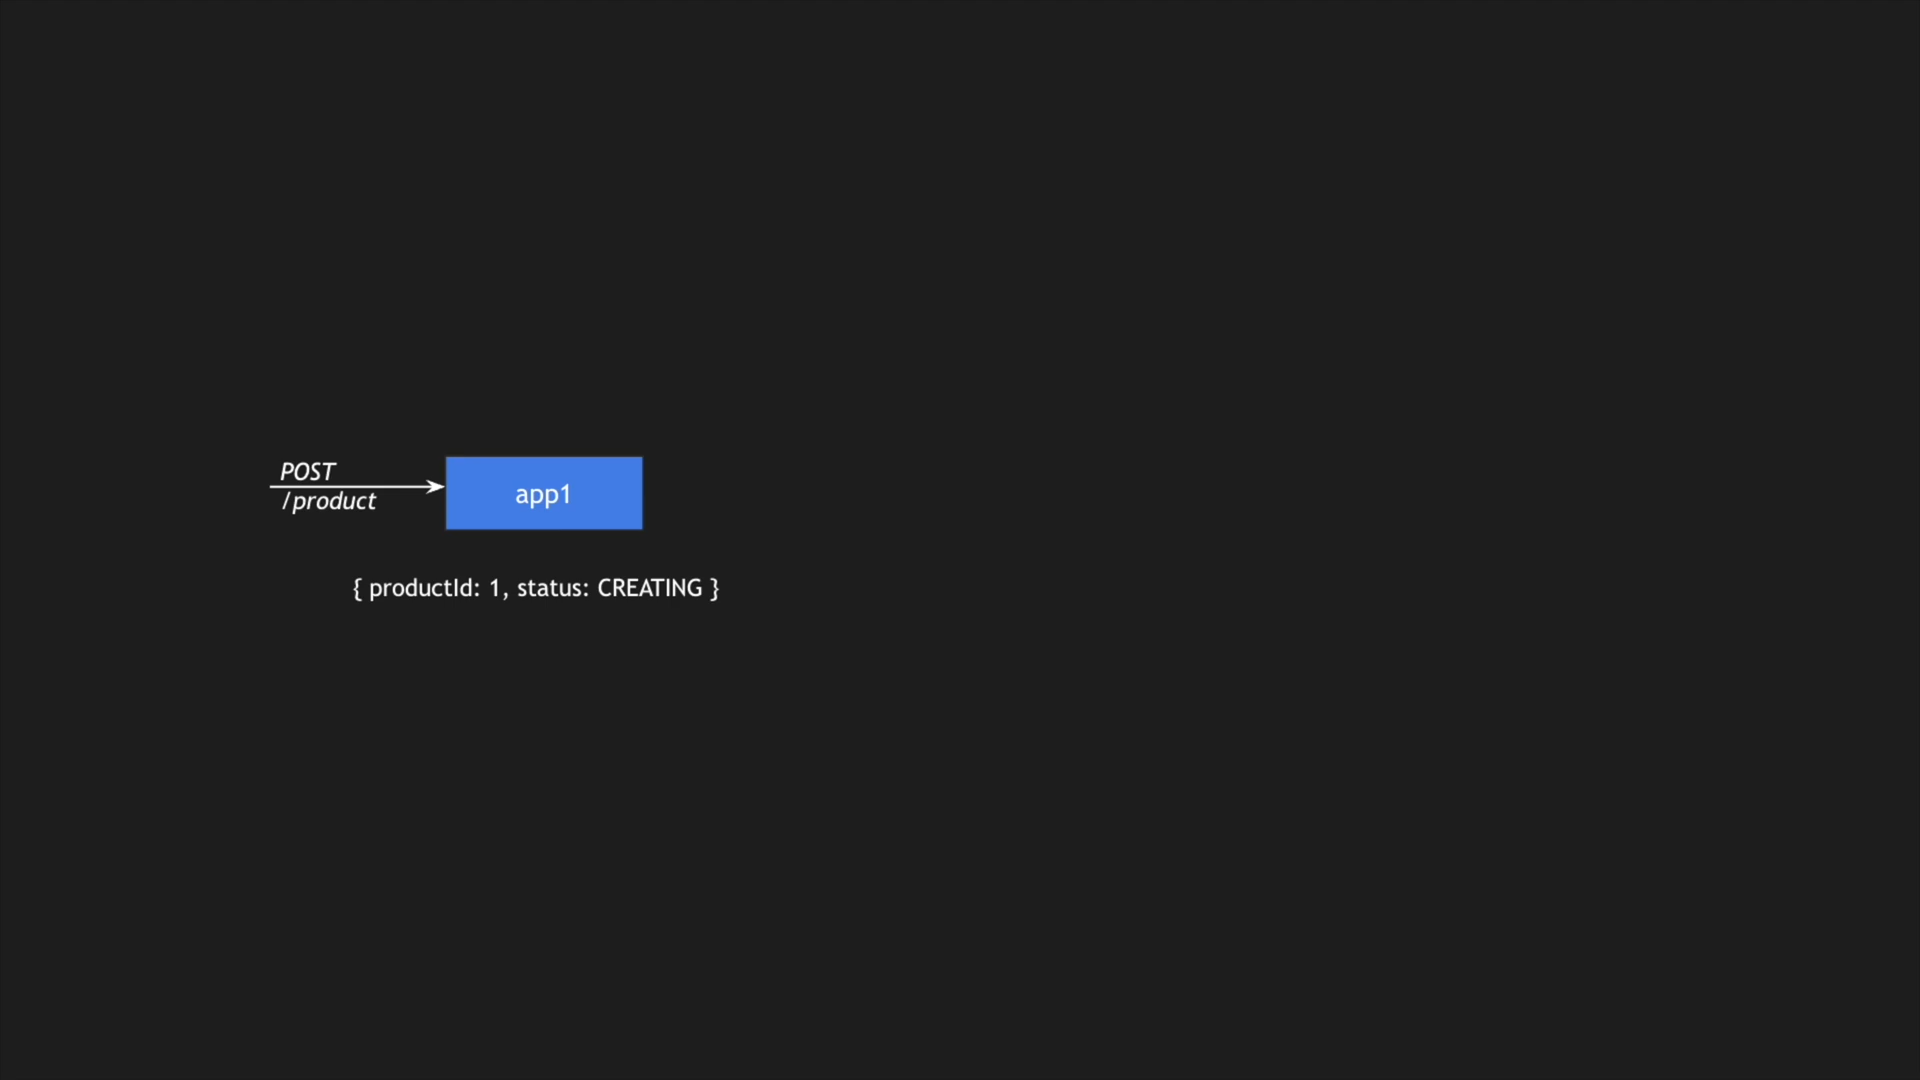 POST
/product
app1
{ productId: 1, status: CREATING }